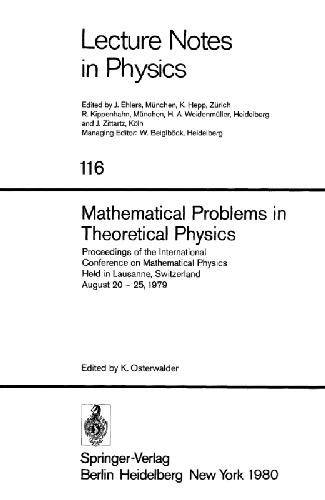 Lecture Notes
in Physics
Edited by J. Ehlers, München, K. Hepp, Zürich
R. Kippenhahn, München, H. A. Weidenmüller, Heidelberg
and J. Zittartz, Köln
Managing Editor: W. Beiglböck, Heidelberg
116
Mathematical Problems in
Theoretical Physics
Proceedings of the International
Conference on Mathematical Physics
Held in Lausanne, Switzerland
August 20 – 25, 1979
Edited by K. Osterwalder
Springer-Verlag
Berlin Heidelberg New York 1980